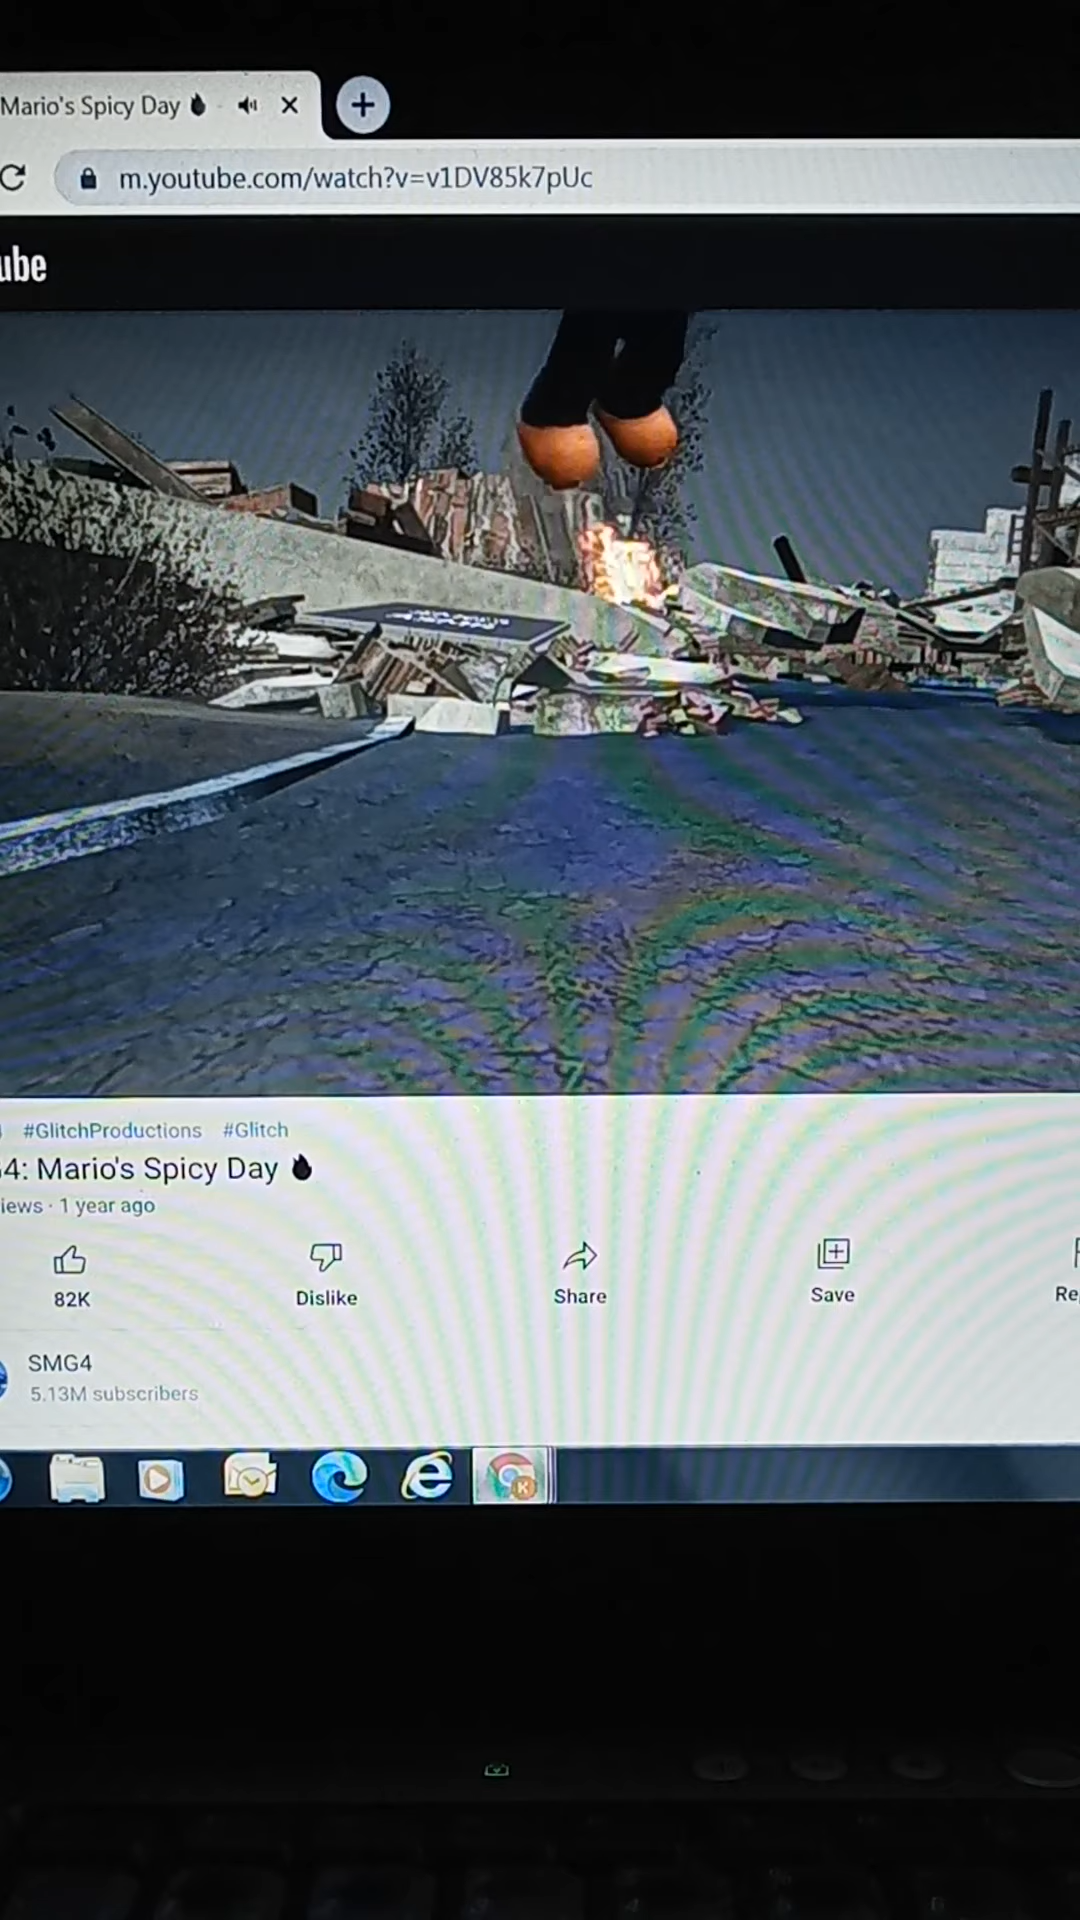 Mario's Spicy Day
m.youtube.com/watch?v=v1DV85k7pUc
ube
#GlitchProductions #Glitch
4: Mario's Spicy Day
iews · 1 year ago
82K
Dislike
Share
Save
Re
SMG4
5.13M subscribers
K